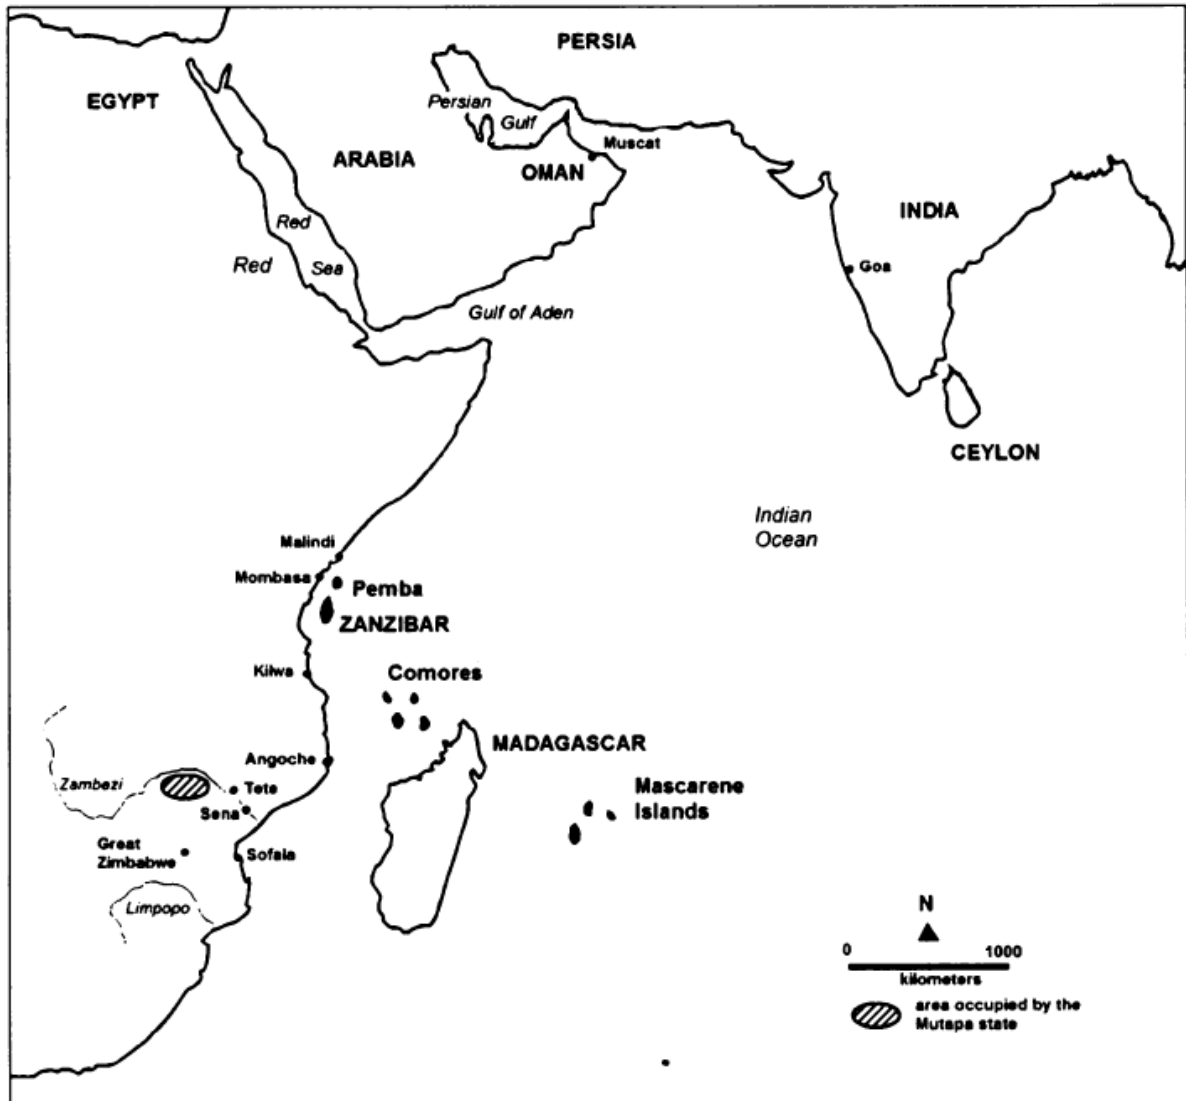 PERSIA
EGYPT
Persian
Gulf
ARABIA
Muscat
OMAN
INDIA
Red
Sea
Red
Goa
Gulf of Aden
CEYLON
Indian
Ocean
Malindi
Mombasa
Pemba
ZANZIBAR
Kilwa
Comores
MADAGASCAR
Angoche
Zambezi
Tete
Sena
Mascarene
Islands
Great
Zimbabwe
Sofala
Limpopo
N
0 1000
kilometers
area occupied by the
Mutapa state